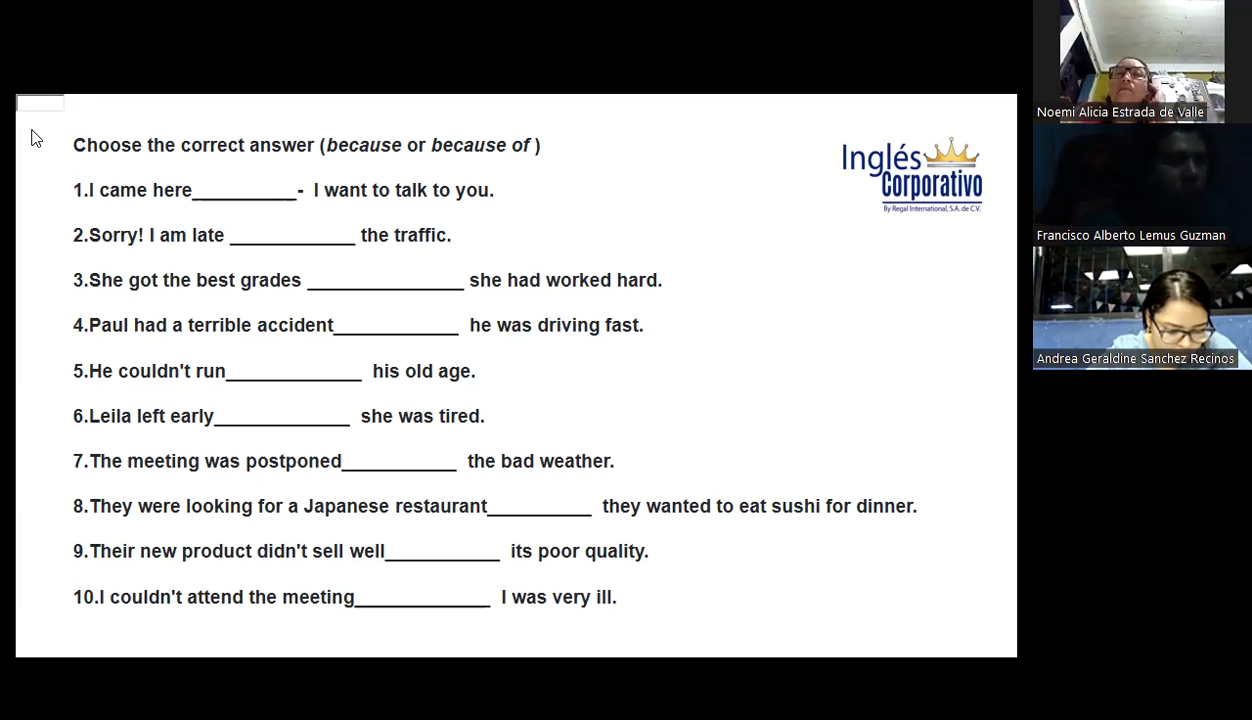 Choose the correct answer (because or because of )
1.I came here___________- I want to talk to you.
2.Sorry! I am late ____________ the traffic.
3.She got the best grades _______________ she had worked hard.
4.Paul had a terrible accident____________ he was driving fast.
5.He couldn't run_____________ his old age.
6.Leila left early_____________ she was tired.
7.The meeting was postponed___________ the bad weather.
8.They were looking for a Japanese restaurant__________ they wanted to eat sushi for dinner.
9.Their new product didn't sell well___________ its poor quality.
10.I couldn't attend the meeting_____________ I was very ill.
Inglés
Corporativo
By Regal International, S.A. de C.V.
Noemi Alicia Estrada de Valle
Francisco Alberto Lemus Guzman
Andrea Geraldine Sanchez Recinos